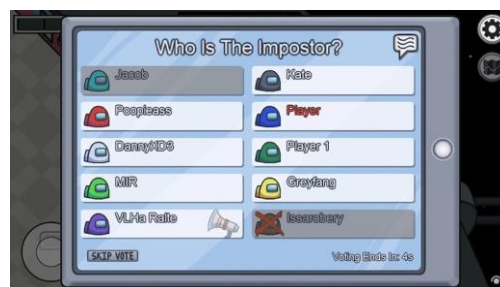 Who Is The Impostor?
Jacob
Kate
Poopieass
Player
DannyXD3
Player 1
MIR
Greyfang
VLHa Raite
Issarobery
SKIP VOTE
Voting Ends In: 4s